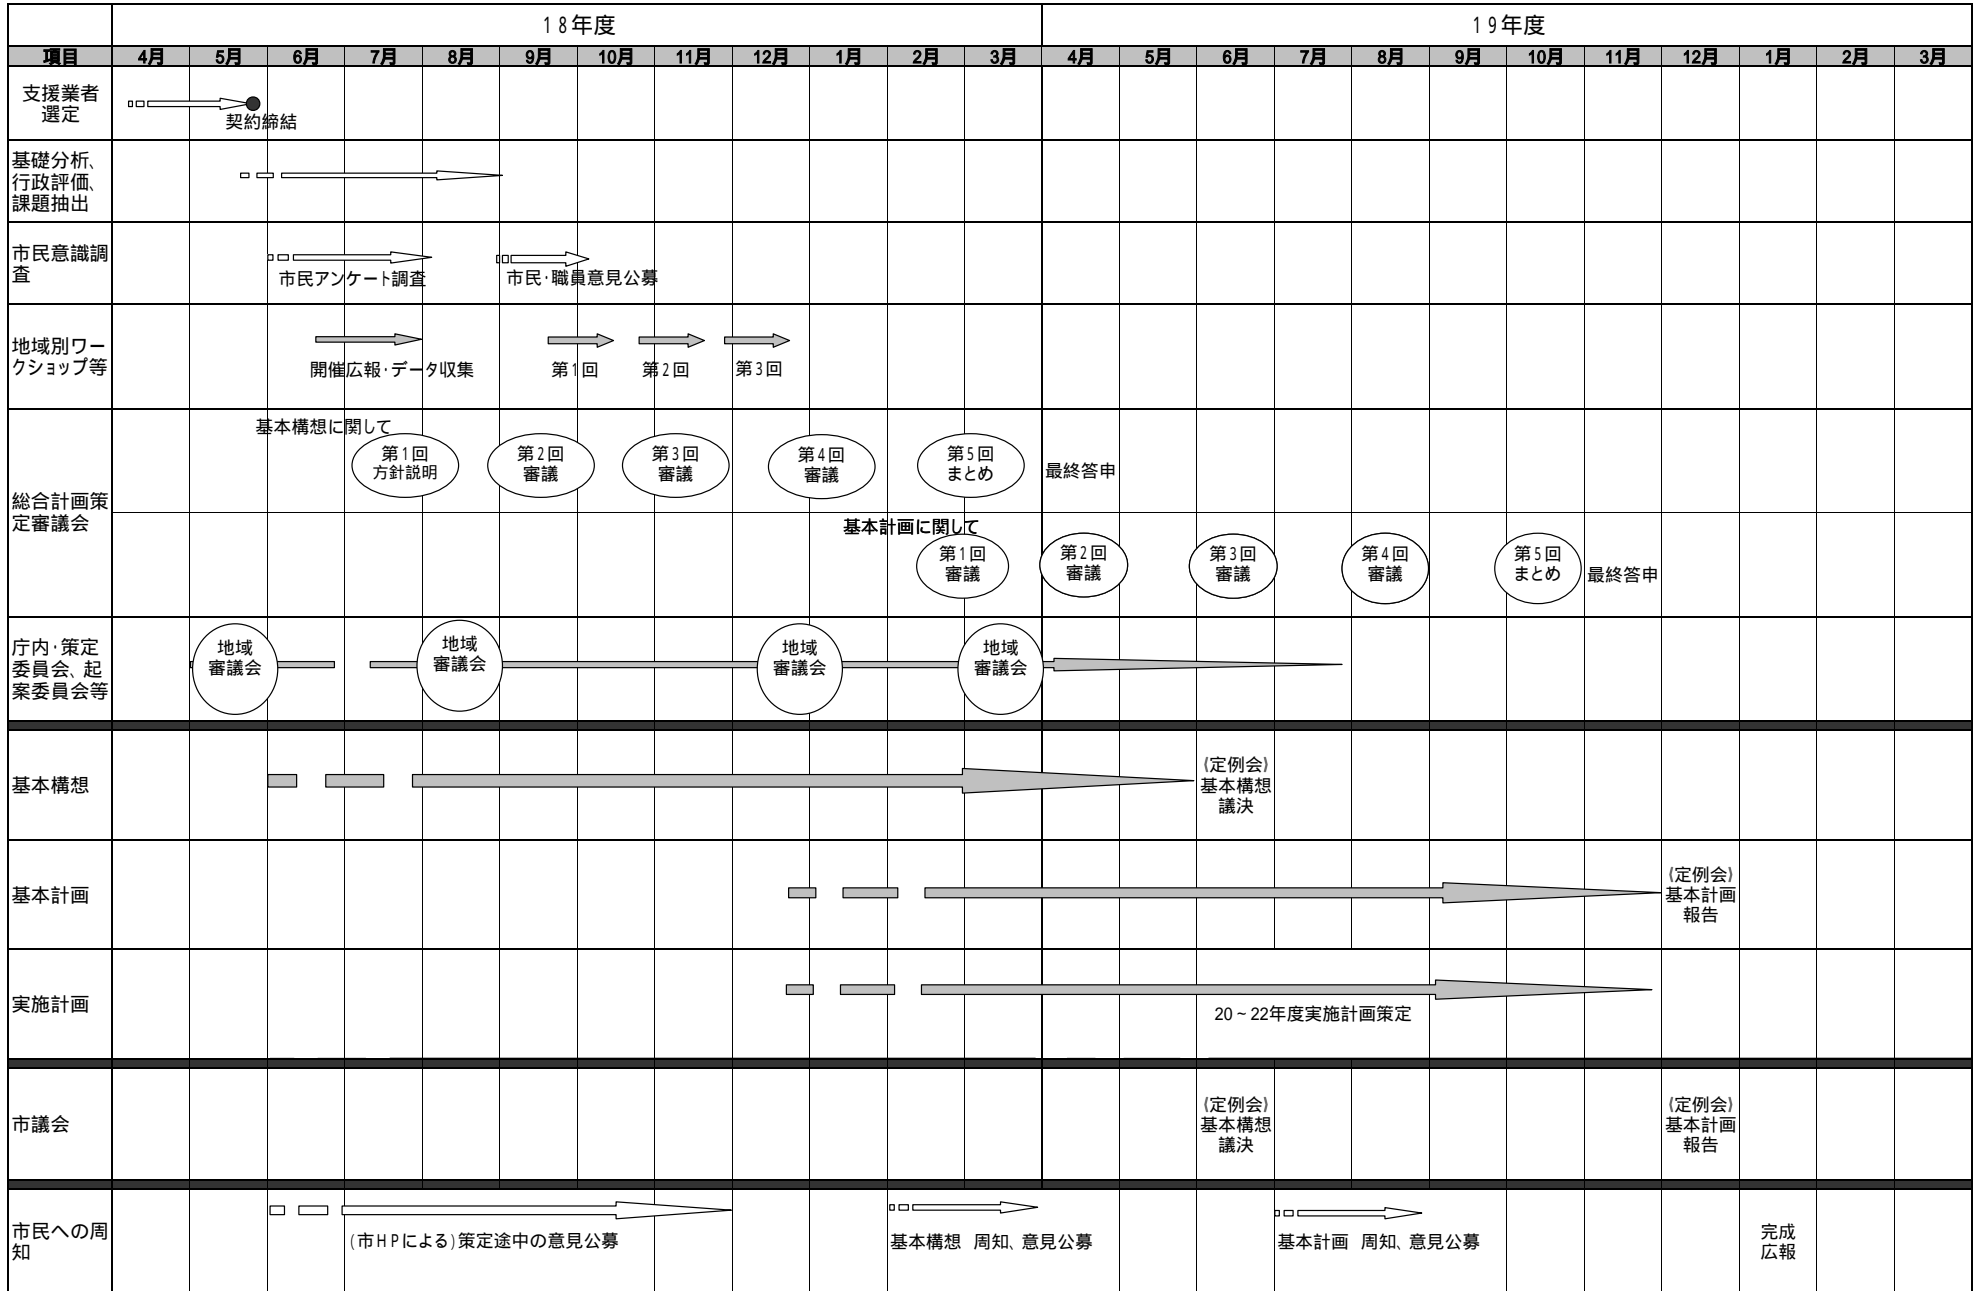 18年度
19年度
項目 4月 5月 6月 7月 8月 9月 10月 11月 12月 1月 2月 3月 4月 5月 6月 7月 8月 9月 10月 11月 12月 1月 2月 3月
支援業者
選定
契約締結
基礎分析、
行政評価、
課題抽出
市民意識調
査
市民アンケート調査
市民・職員意見公募
地域別ワー
クショップ等
開催広報・データ収集
第1回
第2回
第3回
総合計画策
定審議会
基本構想に関して
第1回
方針説明
第2回
審議
第3回
審議
第4回
審議
第5回
まとめ
最終答申
基本計画に関して
第1回
審議
第2回
審議
第3回
審議
第4回
審議
第5回
まとめ
最終答申
庁内・策定
委員会、起
案委員会等
地域
審議会
地域
審議会
地域
審議会
地域
審議会
基本構想
(定例会)
基本構想
議決
基本計画
(定例会)
基本計画
報告
実施計画
20~22年度実施計画策定
市議会
(定例会)
基本構想
議決
(定例会)
基本計画
報告
市民への周
知
(市HPによる)策定途中の意見公募
基本構想 周知、意見公募
基本計画 周知、意見公募
完成
広報